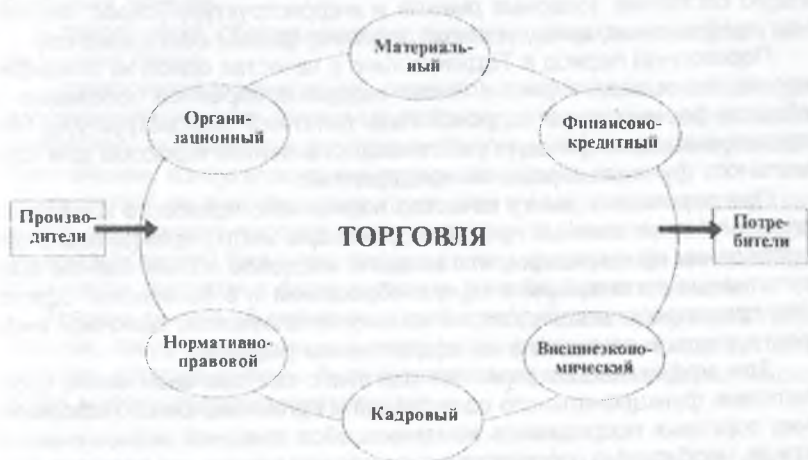 Материаль-
ный
Органи-
зационный
Финансово-
кредитный
Произво-
дители
ТОРГОВЛЯ
Потре-
бители
Нормативно-
правовой
Внешнеэконо-
мический
Кадровый